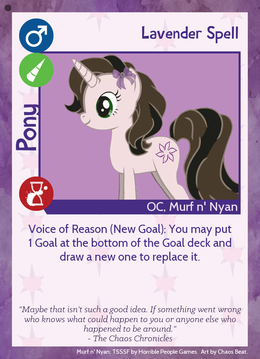 Lavender Spell
Pony
OC, Murf n' Nyan
Voice of Reason (New Goal): You may put
1 Goal at the bottom of the Goal deck and
draw a new one to replace it.
"Maybe that isn't such a good idea. If something went wrong
who knows what could happen to you or anyone else who
happened to be around."
- The Chaos Chronicles
Murf n' Nyan; TSSSF by Horrible People Games. Art by Chaos Beat.